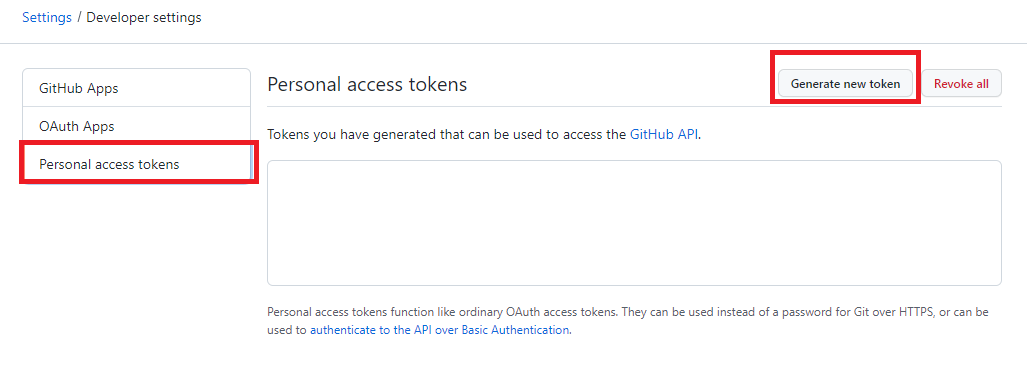 Settings / Developer settings
GitHub Apps
OAuth Apps
Personal access tokens
Personal access tokens
Generate new token
Revoke all
Tokens you have generated that can be used to access the GitHub API.
Personal access tokens function like ordinary OAuth access tokens. They can be used instead of a password for Git over HTTPS, or can be
used to authenticate to the API over Basic Authentication.